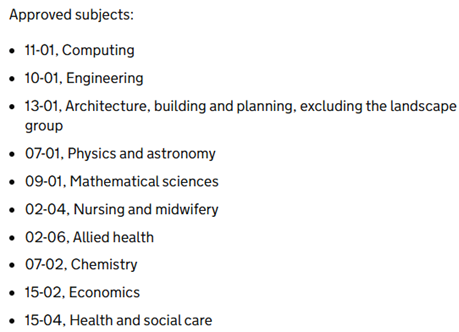 Approved subjects:
• 11-01, Computing
• 10-01, Engineering
• 13-01, Architecture, building and planning, excluding the landscape
group
• 07-01, Physics and astronomy
• 09-01, Mathematical sciences
• 02-04, Nursing and midwifery
• 02-06, Allied health
• 07-02, Chemistry
• 15-02, Economics
• 15-04, Health and social care